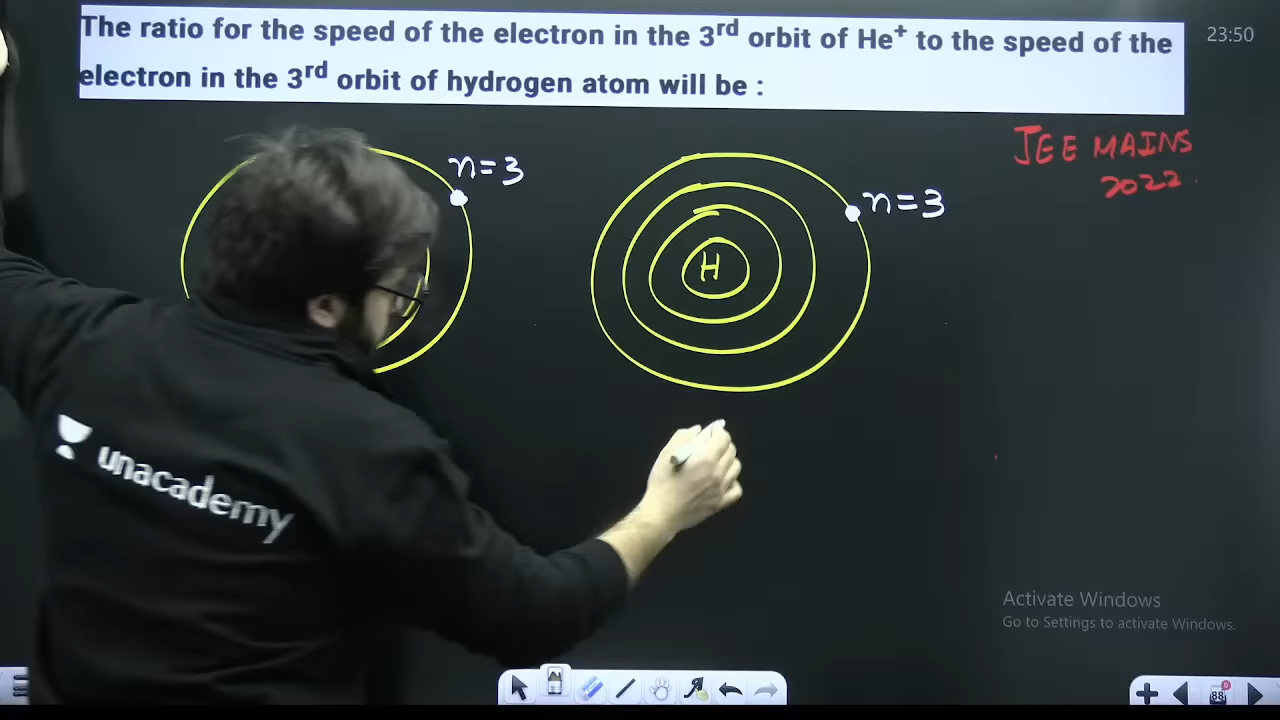 The ratio for the speed of the electron in the 3rd orbit of He+ to the speed of the
electron in the 3rd orbit of hydrogen atom will be :
23:50
JEE MAINS
2022.
n=3
n=3
H
unacademy
Activate Windows
Go to Settings to activate Windows.
88